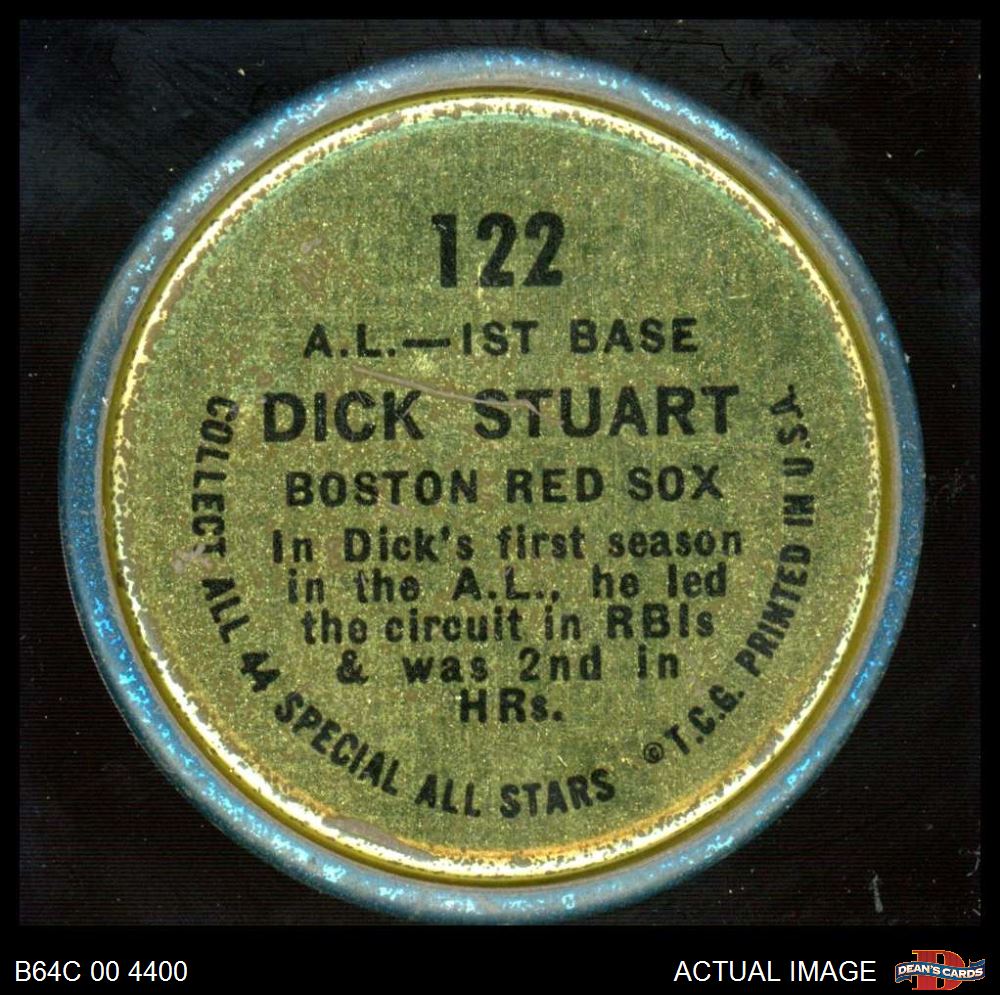 122
A.L.—1ST BASE
DICK STUART
BOSTON RED SOX
In Dick's first season
in the A.L., he led
the circuit in RBIs
& was 2nd in
HRs.
COLLECT ALL 44 SPECIAL ALL STARS
© T.C.G. PRINTED IN U.S.A.
B64C 00 4400
ACTUAL IMAGE
DEAN'S CARDS